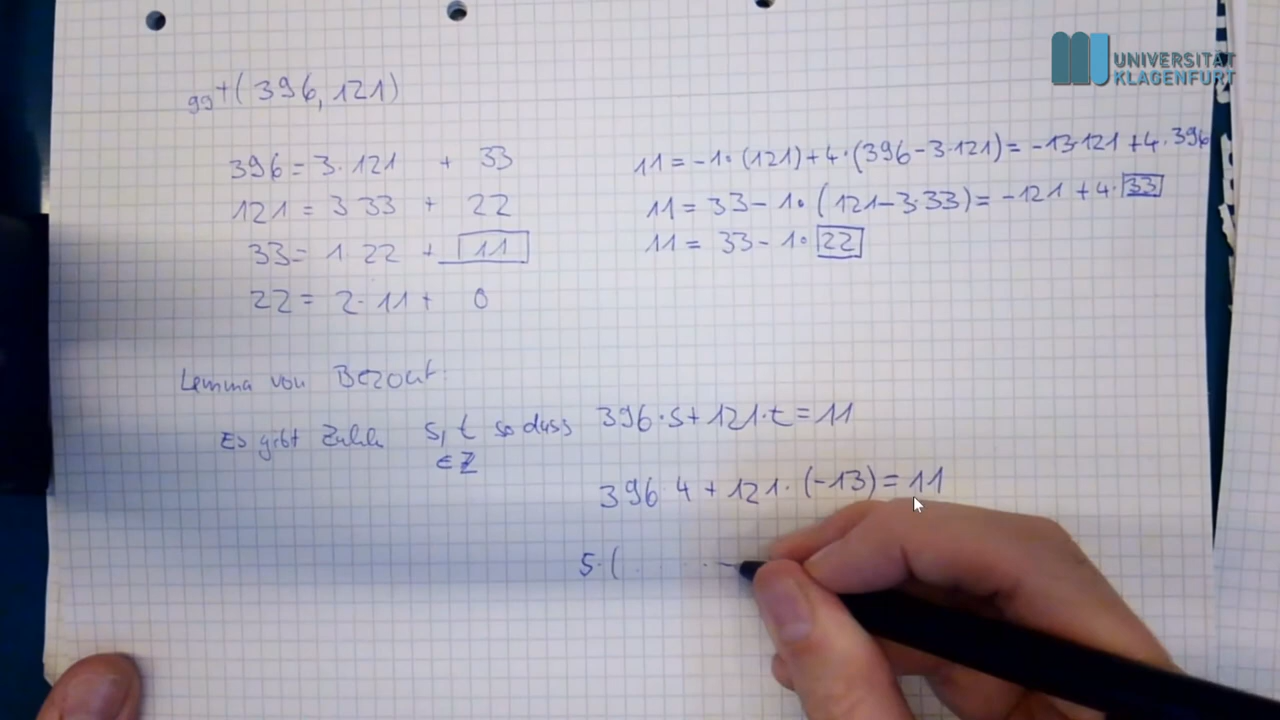 UNIVERSITÄT
KLAGENFURT
ggT(396, 121)
396 = 3·121 + 33
121 = 3 33 + 22
33 = 1 22 + 11
22 = 2·11 + 0
11 = -1·(121)+4·(396-3·121) = -13·121 + 4·396
11 = 33 - 1·(121-3·33) = -121 + 4·33
11 = 33 - 1·22
Lemma von Bezout:
Es gibt Zahlen s, t so dass 396·s + 121·t = 11
∈ Z
396 4 + 121·(-13) = 11
5·(